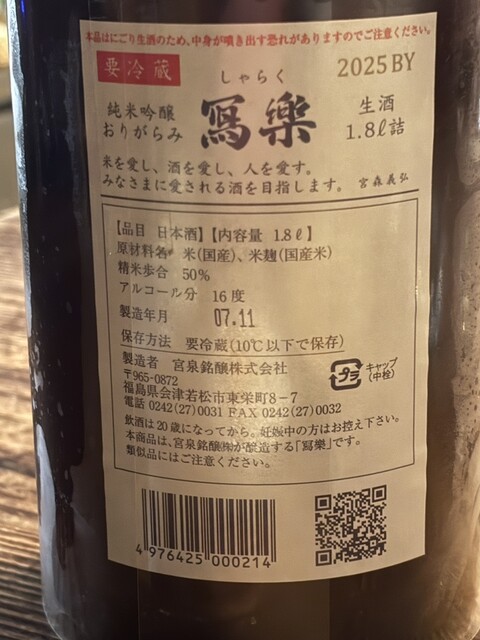 本品はにごり生酒のため、中身が噴き出す恐れがありますのでご注意ください。
要冷蔵
しゃらく
2025BY
純米吟醸
おりがらみ
寫樂
生酒
1.8ℓ詰
米を愛し、酒を愛し、人を愛す。
みなさまに愛される酒を目指します。 宮森義弘
【品目 日本酒】【内容量 1.8ℓ】
原材料名 米(国産)、米麹(国産米)
精米歩合 50%
アルコール分 16度
製造年月 07.11
保存方法 要冷蔵(10℃以下で保存)
製造者 宮泉銘醸株式会社
〒965-0872
福島県会津若松市東栄町8-7
電話 0242(27)0031 FAX 0242(27)0032
プラ
キャップ
(中栓)
飲酒は20歳になってから。妊娠中の方はお控え下さい。
本商品は、宮泉銘醸㈱が醸造する「寫樂」です。
類似品にはご注意ください。
4 976425 000214